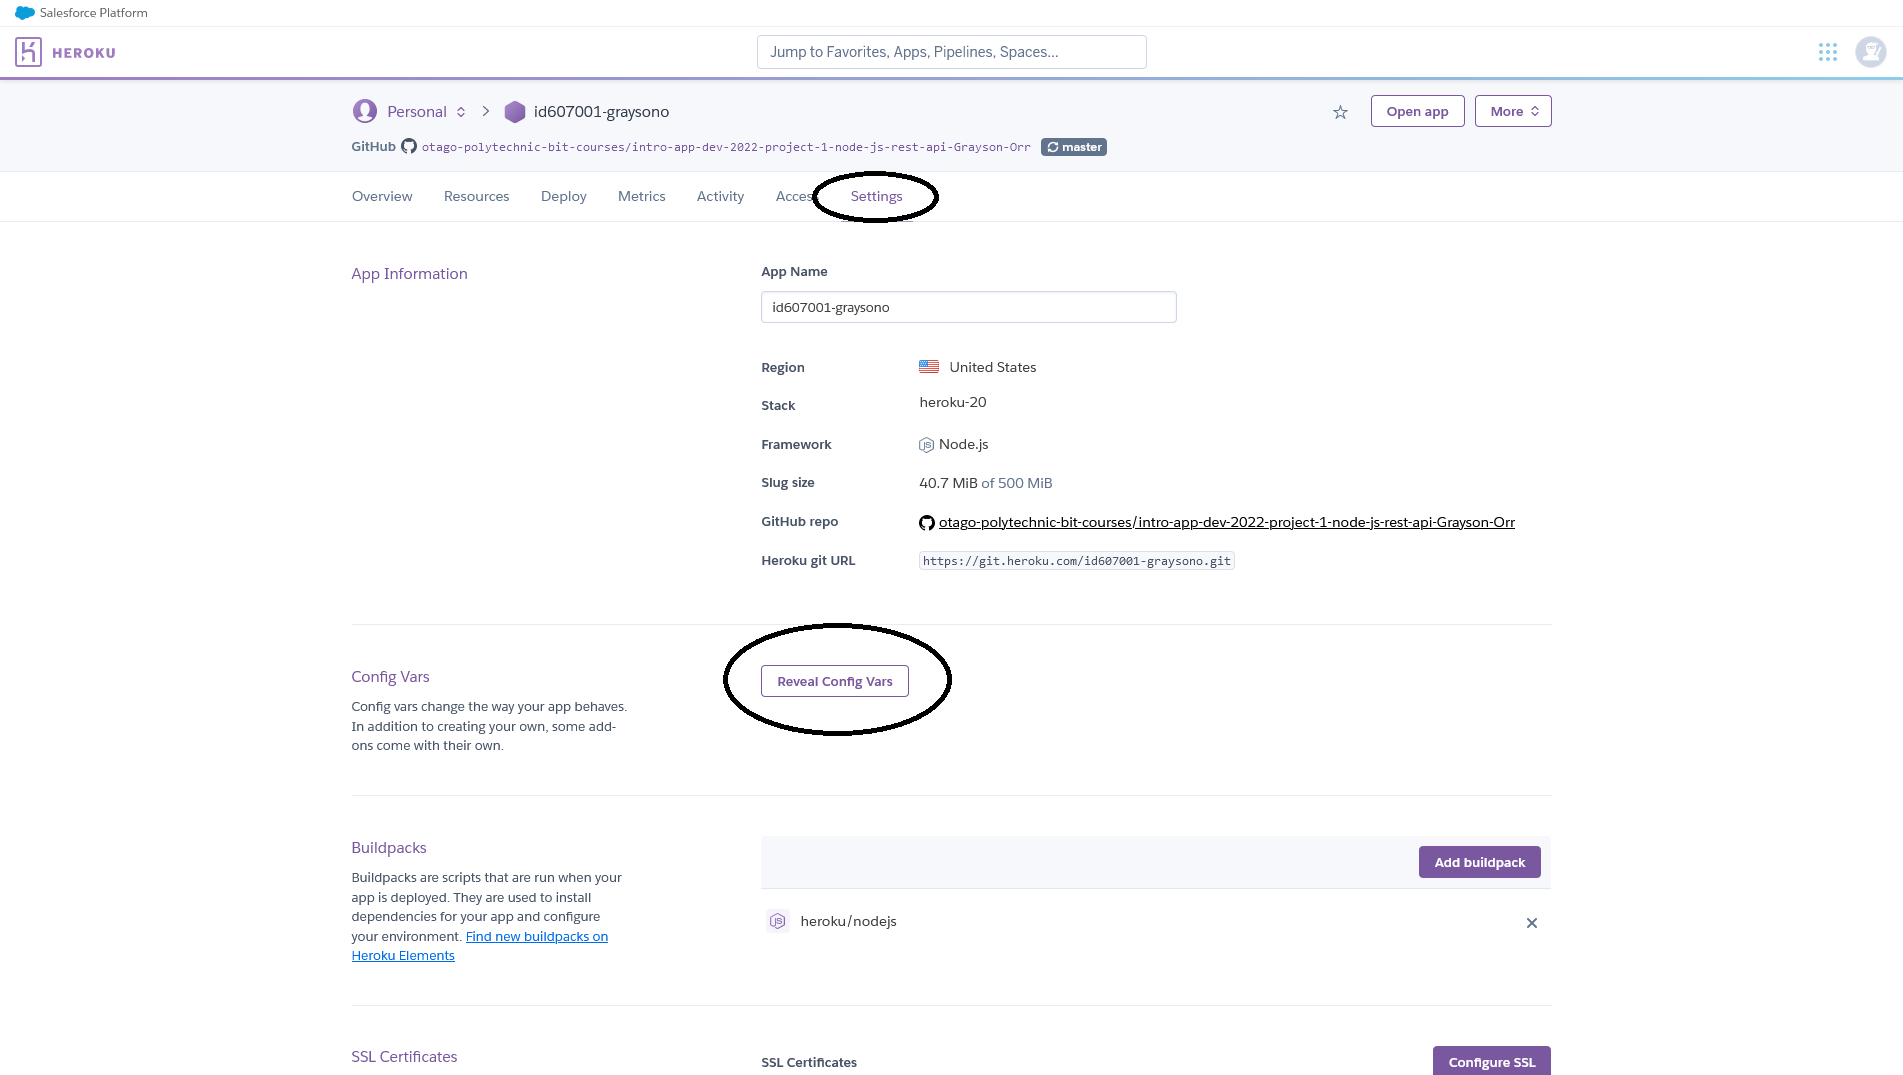 Salesforce Platform
HEROKU
Jump to Favorites, Apps, Pipelines, Spaces...
Personal
id607001-graysono
Open app
More
GitHub otago-polytechnic-bit-courses/intro-app-dev-2022-project-1-node-js-rest-api-Grayson-Orr master
Overview Resources Deploy Metrics Activity Acces Settings
App Information
App Name
id607001-graysono
Region United States
Stack heroku-20
Framework Node.js
Slug size 40.7 MiB of 500 MiB
GitHub repo otago-polytechnic-bit-courses/intro-app-dev-2022-project-1-node-js-rest-api-Grayson-Orr
Heroku git URL https://git.heroku.com/id607001-graysono.git
Config Vars
Config vars change the way your app behaves.
In addition to creating your own, some add-
ons come with their own.
Reveal Config Vars
Buildpacks
Buildpacks are scripts that are run when your
app is deployed. They are used to install
dependencies for your app and configure
your environment. Find new buildpacks on
Heroku Elements
Add buildpack
heroku/nodejs
SSL Certificates
SSL Certificates
Configure SSL